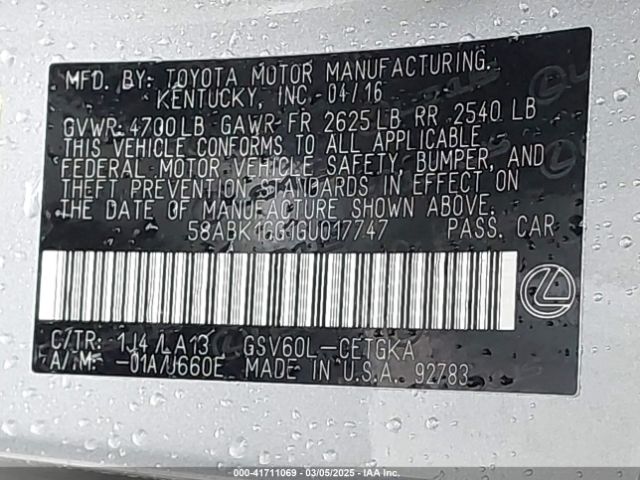 MFD. BY: TOYOTA MOTOR MANUFACTURING.
KENTUCKY, INC. 04/16
GVWR 4700LB GAWR FR 2625LB RR 2540 LB
THIS VEHICLE CONFORMS TO ALL APPLICABLE
FEDERAL MOTOR VEHICLE SAFETY, BUMPER, AND
THEFT PREVENTION STANDARDS IN EFFECT ON
THE DATE OF MANUFACTURE SHOWN ABOVE.
58ABK1GG1GU017747 PASS. CAR
C/TR: 1J4/LA13 GSV60L-CETGKA
A/TM: -01A/U660E MADE IN U.S.A. 92783
000-41711069 — 03/05/2025 — IAAI.CA